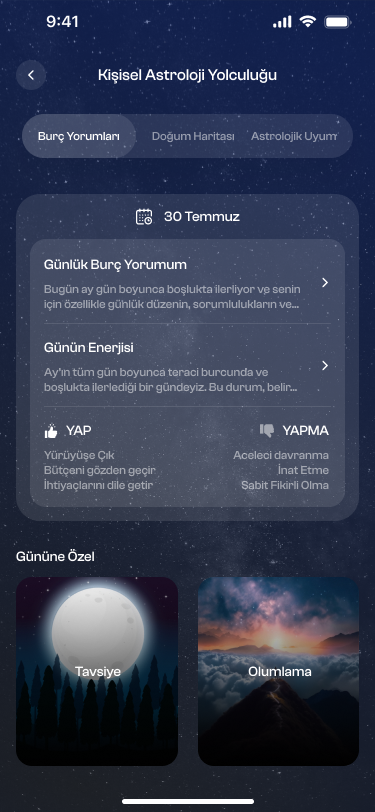 9:41
Kişisel Astroloji Yolculuğu
Burç Yorumları
Doğum Haritası
Astrolojik Uyum
30 Temmuz
Günlük Burç Yorumum
Bugün ay gün boyunca boşlukta ilerliyor ve senin
için özellikle günlük düzenin, sorumlulukların ve...
Günün Enerjisi
Ay'ın tüm gün boyunca teraci burcunda ve
boşlukta ilerlediği bir gündeyiz. Bu durum, belir...
YAP
Yürüyüşe Çık
Bütçeni gözden geçir
İhtiyaçlarını dile getir
YAPMA
Aceleci davranma
İnat Etme
Sabit Fikirli Olma
Gününe Özel
Tavsiye
Olumlama